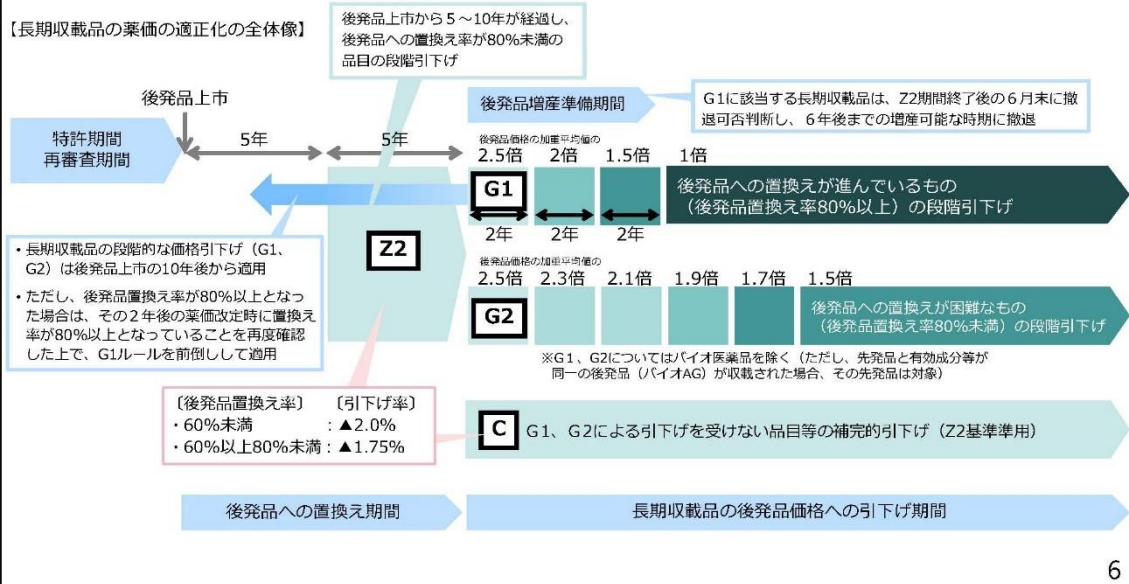 【長期収載品の薬価の適正化の全体像】
後発品上市から５～10年が経過し、
後発品への置換え率が80%未満の
品目の段階引下げ
後発品上市
特許期間
再審査期間
5年
5年
後発品増産準備期間
G1に該当する長期収載品は、Z2期間終了後の６月末に撤
退可否判断し、６年後までの増産可能な時期に撤退
後発品価格の加重平均値の
2.5倍
2倍
1.5倍
1倍
G1
後発品への置換えが進んでいるもの
（後発品置換え率80%以上）の段階引下げ
2年
2年
2年
Z2
・長期収載品の段階的な価格引下げ（G1、
G2）は後発品上市の10年後から適用
・ただし、後発品置換え率が80%以上となっ
た場合は、その２年後の薬価改定時に置換え
率が80%以上となっていることを再度確認
した上で、G1ルールを前倒しして適用
後発品価格の加重平均値の
2.5倍
2.3倍
2.1倍
1.9倍
1.7倍
1.5倍
G2
後発品への置換えが困難なもの
（後発品置換え率80%未満）の段階引下げ
※G１、G２についてはバイオ医薬品を除く（ただし、先発品と有効成分等が
同一の後発品（バイオAG）が収載された場合、その先発品は対象）
〔後発品置換え率〕 〔引下げ率〕
・60%未満 ：▲2.0%
・60%以上80%未満：▲1.75%
C
G１、G２による引下げを受けない品目等の補完的引下げ（Z2基準準用）
後発品への置換え期間
長期収載品の後発品価格への引下げ期間
6